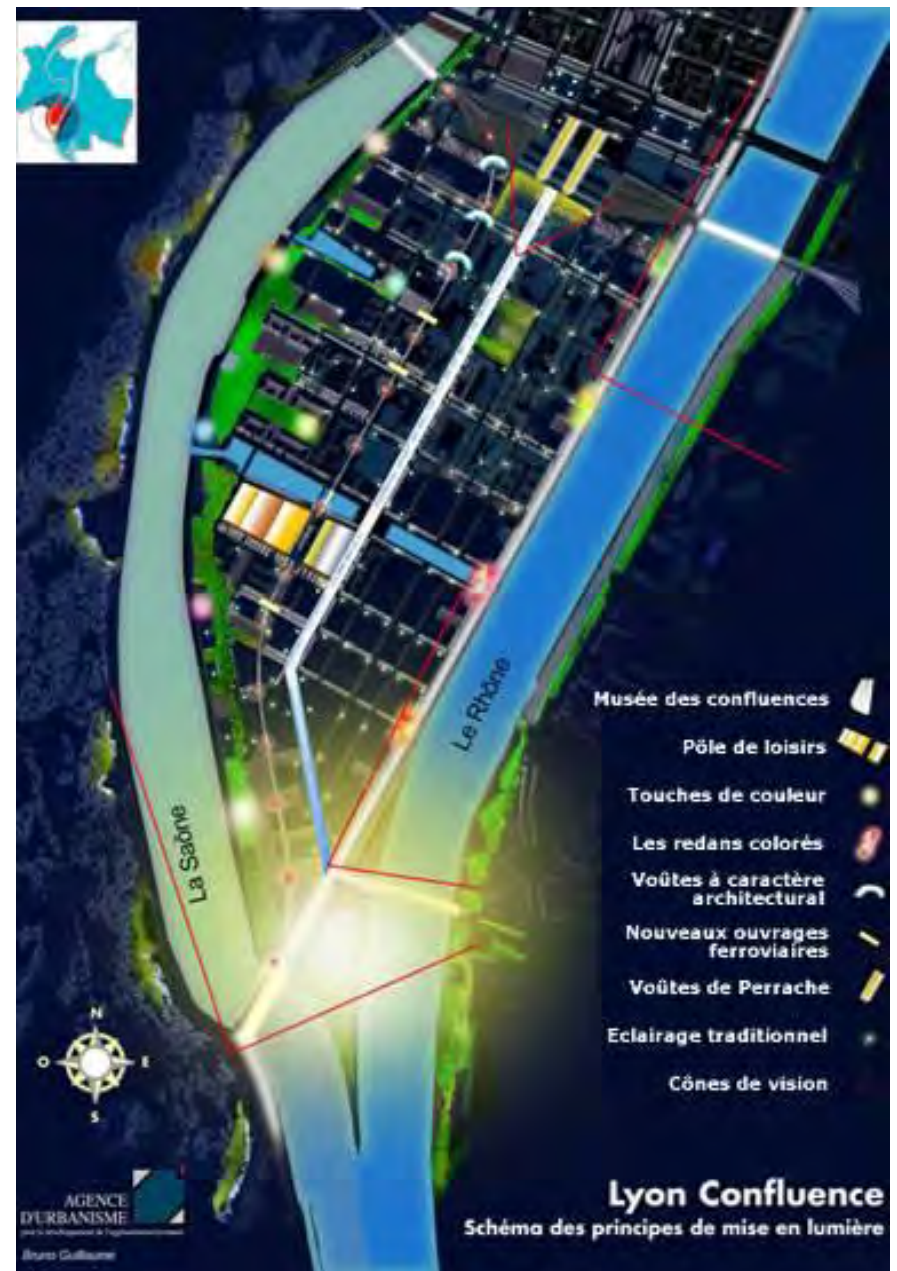 Le Rhône
La Saône
Musée des confluences
Pôle de loisirs
Touches de couleur
Les redans colorés
Voûtes à caractère
architectural
Nouveaux ouvrages
ferroviaires
Voûtes de Perrache
Eclairage traditionnel
Cônes de vision
N
O E
S
AGENCE
D'URBANISME
Bruno Guillaume
Lyon Confluence
Schéma des principes de mise en lumière